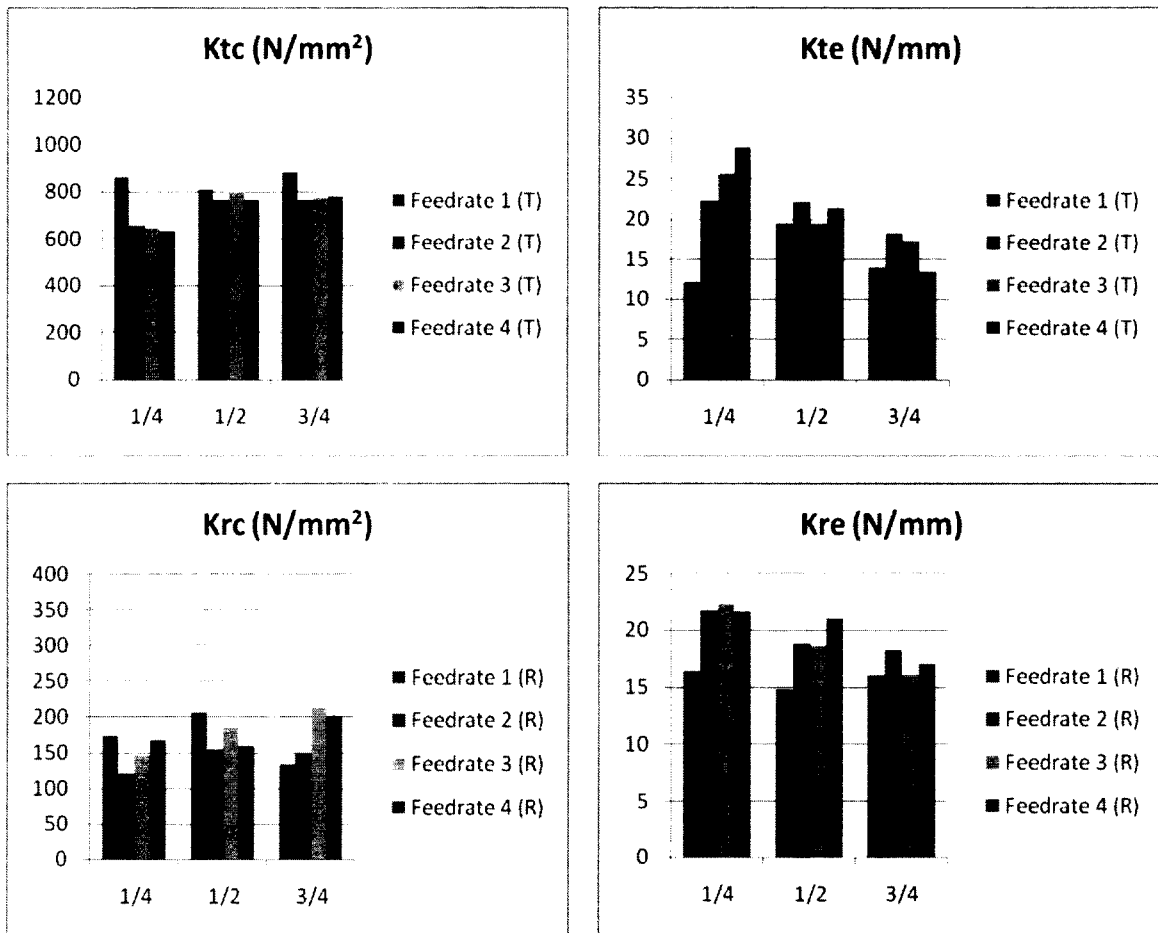 Ktc (N/mm²)
1200
1000
800
600
400
200
0
1/4 1/2 3/4
Feedrate 1 (T)
Feedrate 2 (T)
Feedrate 3 (T)
Feedrate 4 (T)
Kte (N/mm)
35
30
25
20
15
10
5
0
1/4 1/2 3/4
Feedrate 1 (T)
Feedrate 2 (T)
Feedrate 3 (T)
Feedrate 4 (T)
Krc (N/mm²)
400
350
300
250
200
150
100
50
0
1/4 1/2 3/4
Feedrate 1 (R)
Feedrate 2 (R)
Feedrate 3 (R)
Feedrate 4 (R)
Kre (N/mm)
25
20
15
10
5
0
1/4 1/2 3/4
Feedrate 1 (R)
Feedrate 2 (R)
Feedrate 3 (R)
Feedrate 4 (R)